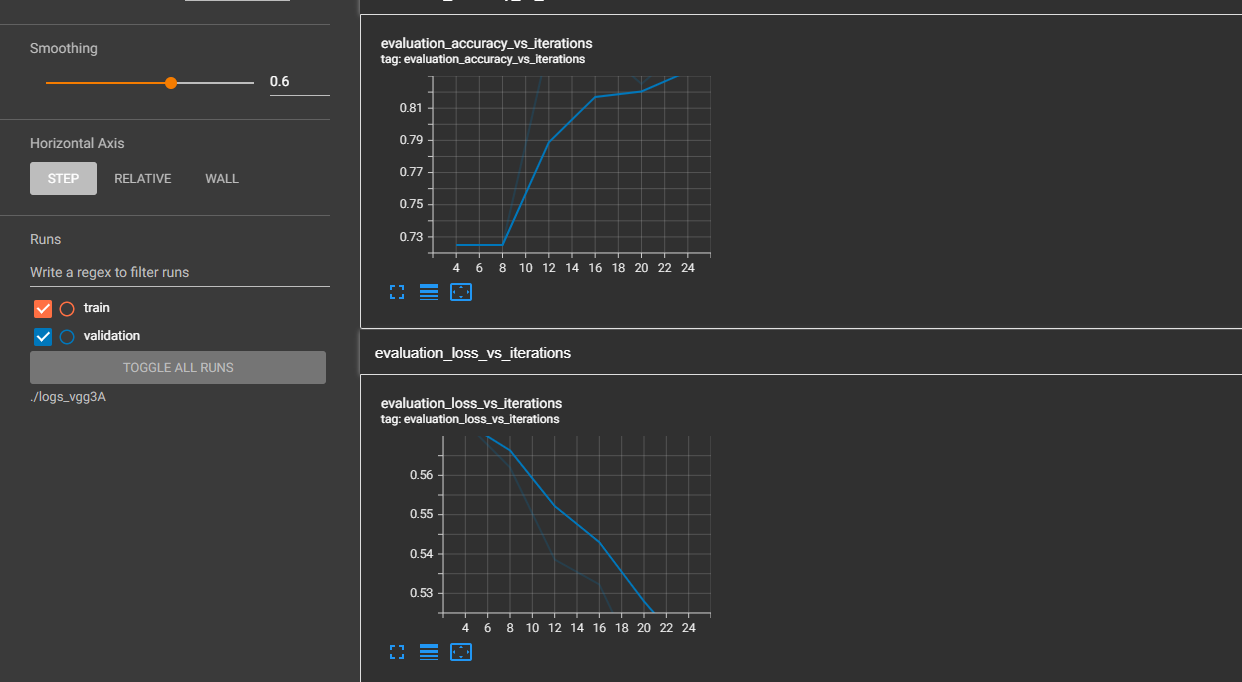 Smoothing
0.6
Horizontal Axis
STEP RELATIVE WALL
Runs
Write a regex to filter runs
train
validation
TOGGLE ALL RUNS
./logs_vgg3A
evaluation_accuracy_vs_iterations
tag: evaluation_accuracy_vs_iterations
0.81
0.79
0.77
0.75
0.73
4 6 8 10 12 14 16 18 20 22 24
evaluation_loss_vs_iterations
evaluation_loss_vs_iterations
tag: evaluation_loss_vs_iterations
0.56
0.55
0.54
0.53
4 6 8 10 12 14 16 18 20 22 24